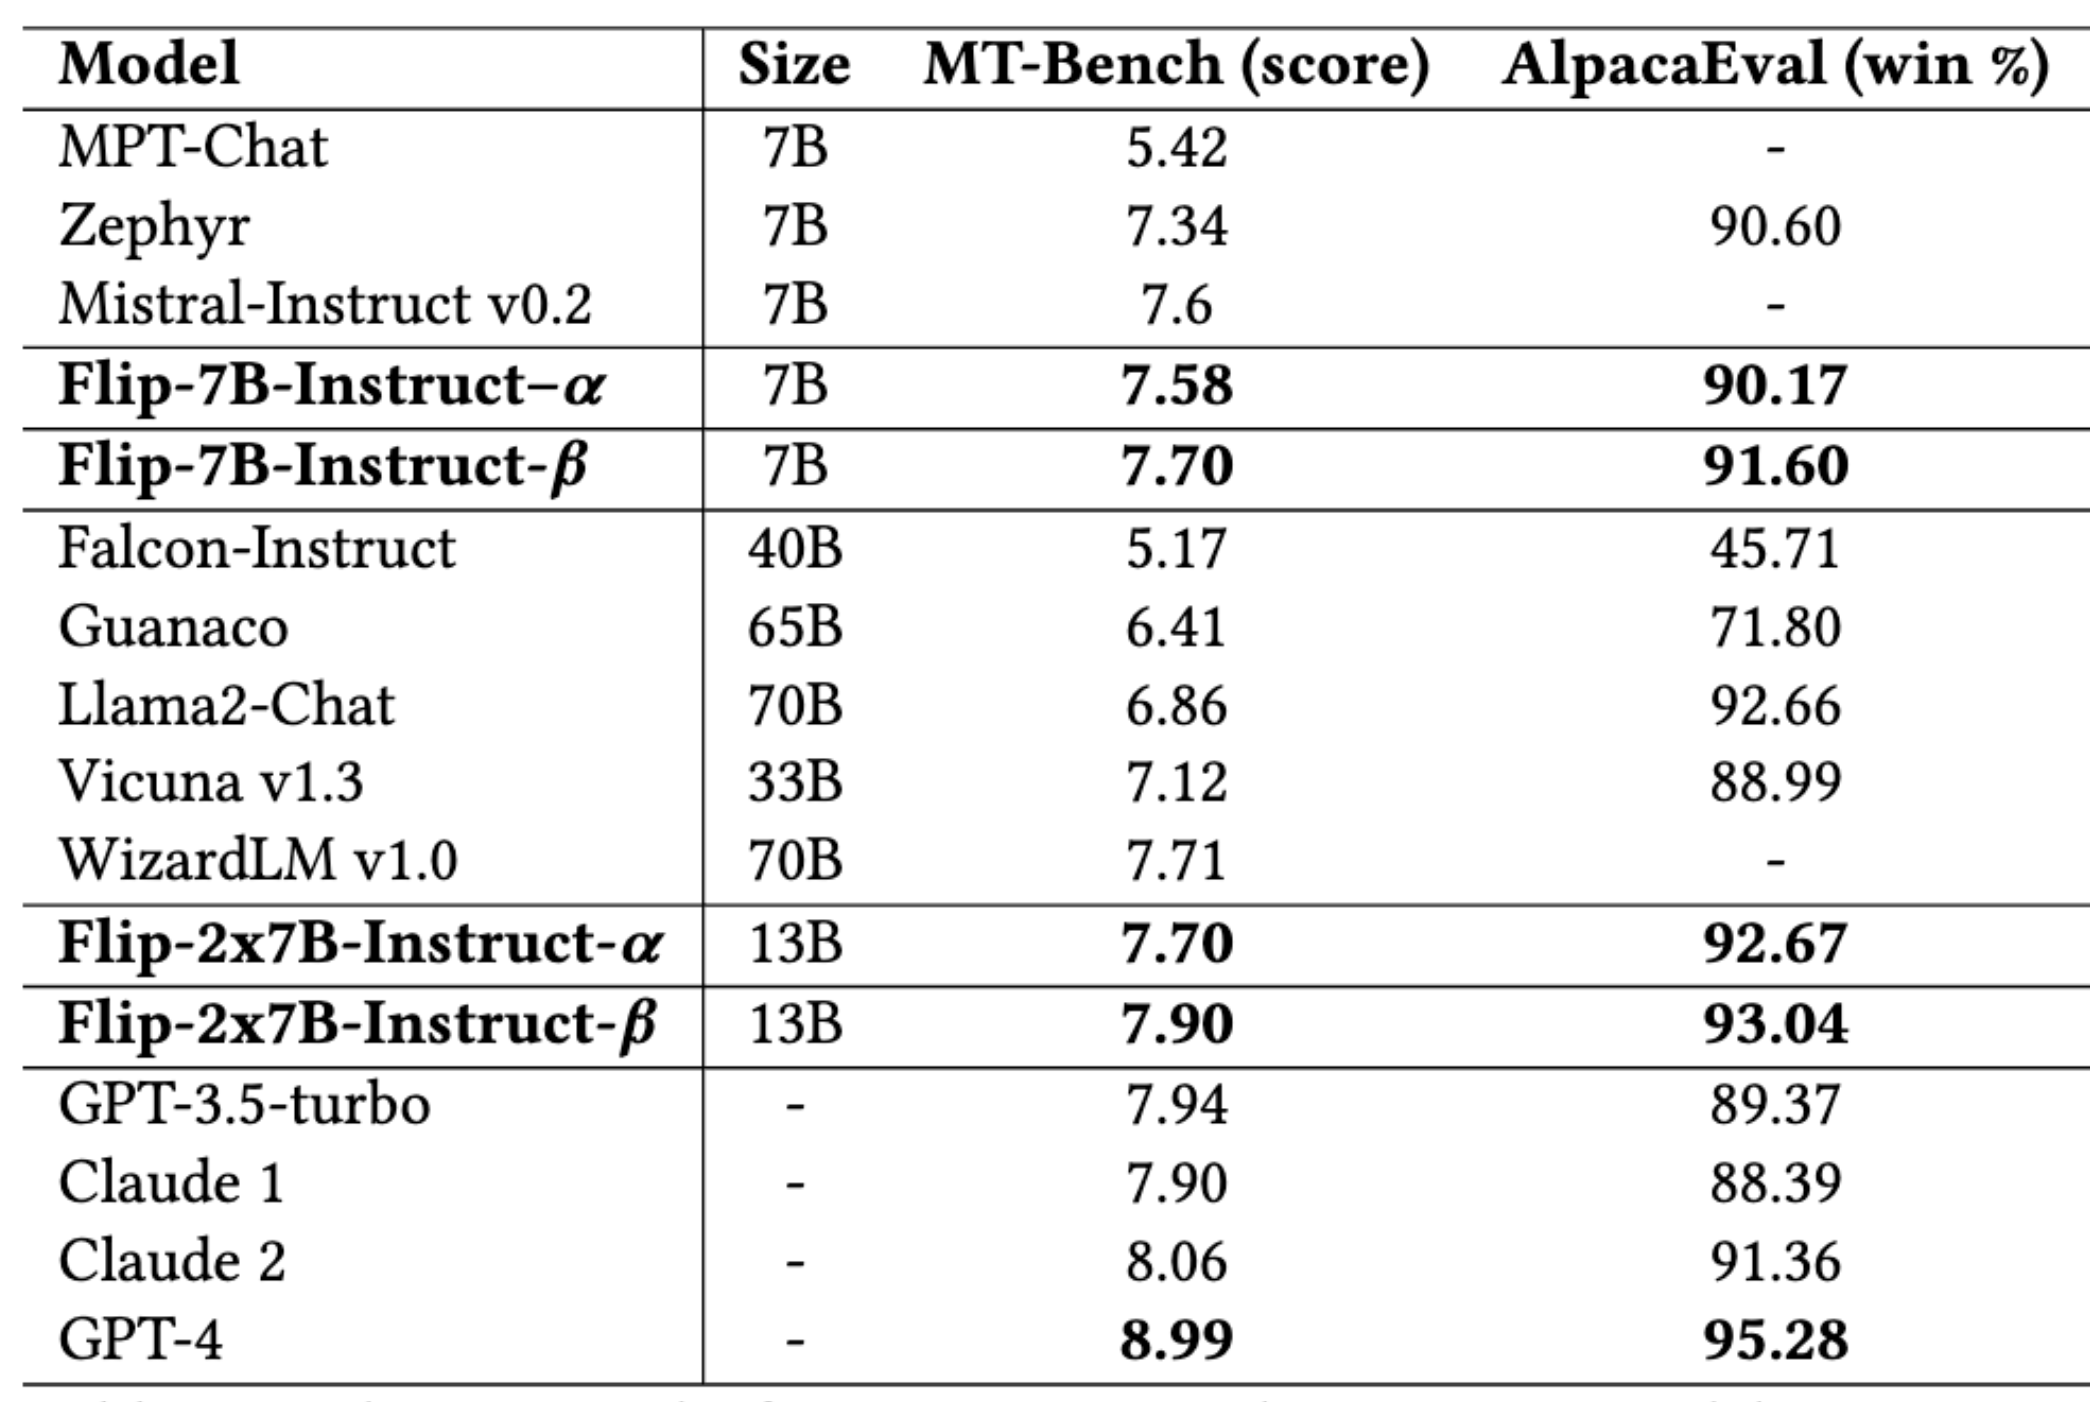 Model Size MT-Bench (score) AlpacaEval (win %)
MPT-Chat 7B 5.42 -
Zephyr 7B 7.34 90.60
Mistral-Instruct v0.2 7B 7.6 -
Flip-7B-Instruct–α 7B 7.58 90.17
Flip-7B-Instruct-β 7B 7.70 91.60
Falcon-Instruct 40B 5.17 45.71
Guanaco 65B 6.41 71.80
Llama2-Chat 70B 6.86 92.66
Vicuna v1.3 33B 7.12 88.99
WizardLM v1.0 70B 7.71 -
Flip-2x7B-Instruct-α 13B 7.70 92.67
Flip-2x7B-Instruct-β 13B 7.90 93.04
GPT-3.5-turbo - 7.94 89.37
Claude 1 - 7.90 88.39
Claude 2 - 8.06 91.36
GPT-4 - 8.99 95.28